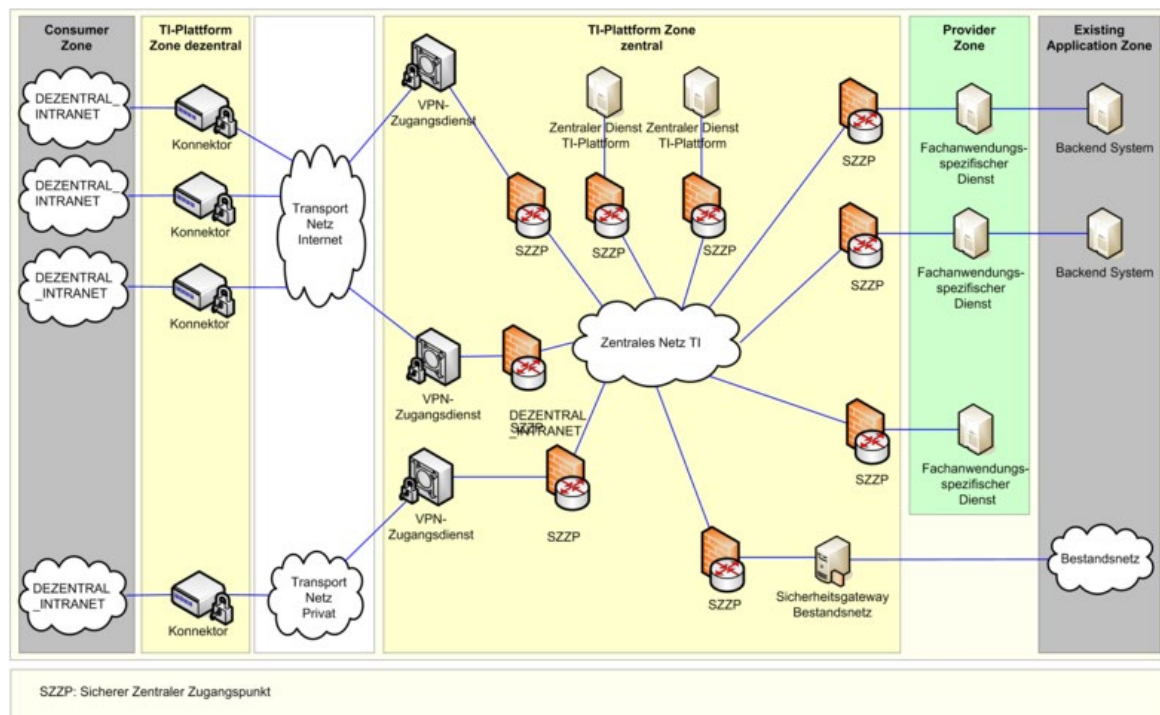 Consumer
Zone
TI-Plattform
Zone dezentral
TI-Plattform Zone
zentral
Provider
Zone
Existing
Application Zone
DEZENTRAL_
INTRANET
Konnektor
DEZENTRAL_
INTRANET
Konnektor
DEZENTRAL
_INTRANET
Konnektor
DEZENTRAL
_INTRANET
Konnektor
Transport
Netz
Internet
Transport
Netz
Privat
VPN-
Zugangsdienst
SZZP
Zentraler Dienst
TI-Plattform
SZZP
Zentraler Dienst
TI-Plattform
SZZP
VPN-
Zugangsdienst
DEZENTRAL
_INTRANET
SZZP
VPN-
Zugangsdienst
SZZP
Zentrales Netz TI
SZZP
Fachanwendungs-
spezifischer
Dienst
Backend System
SZZP
Fachanwendungs-
spezifischer
Dienst
Backend System
SZZP
Fachanwendungs-
spezifischer
Dienst
SZZP
Sicherheitsgateway
Bestandsnetz
Bestandsnetz
SZZP: Sicherer Zentraler Zugangspunkt